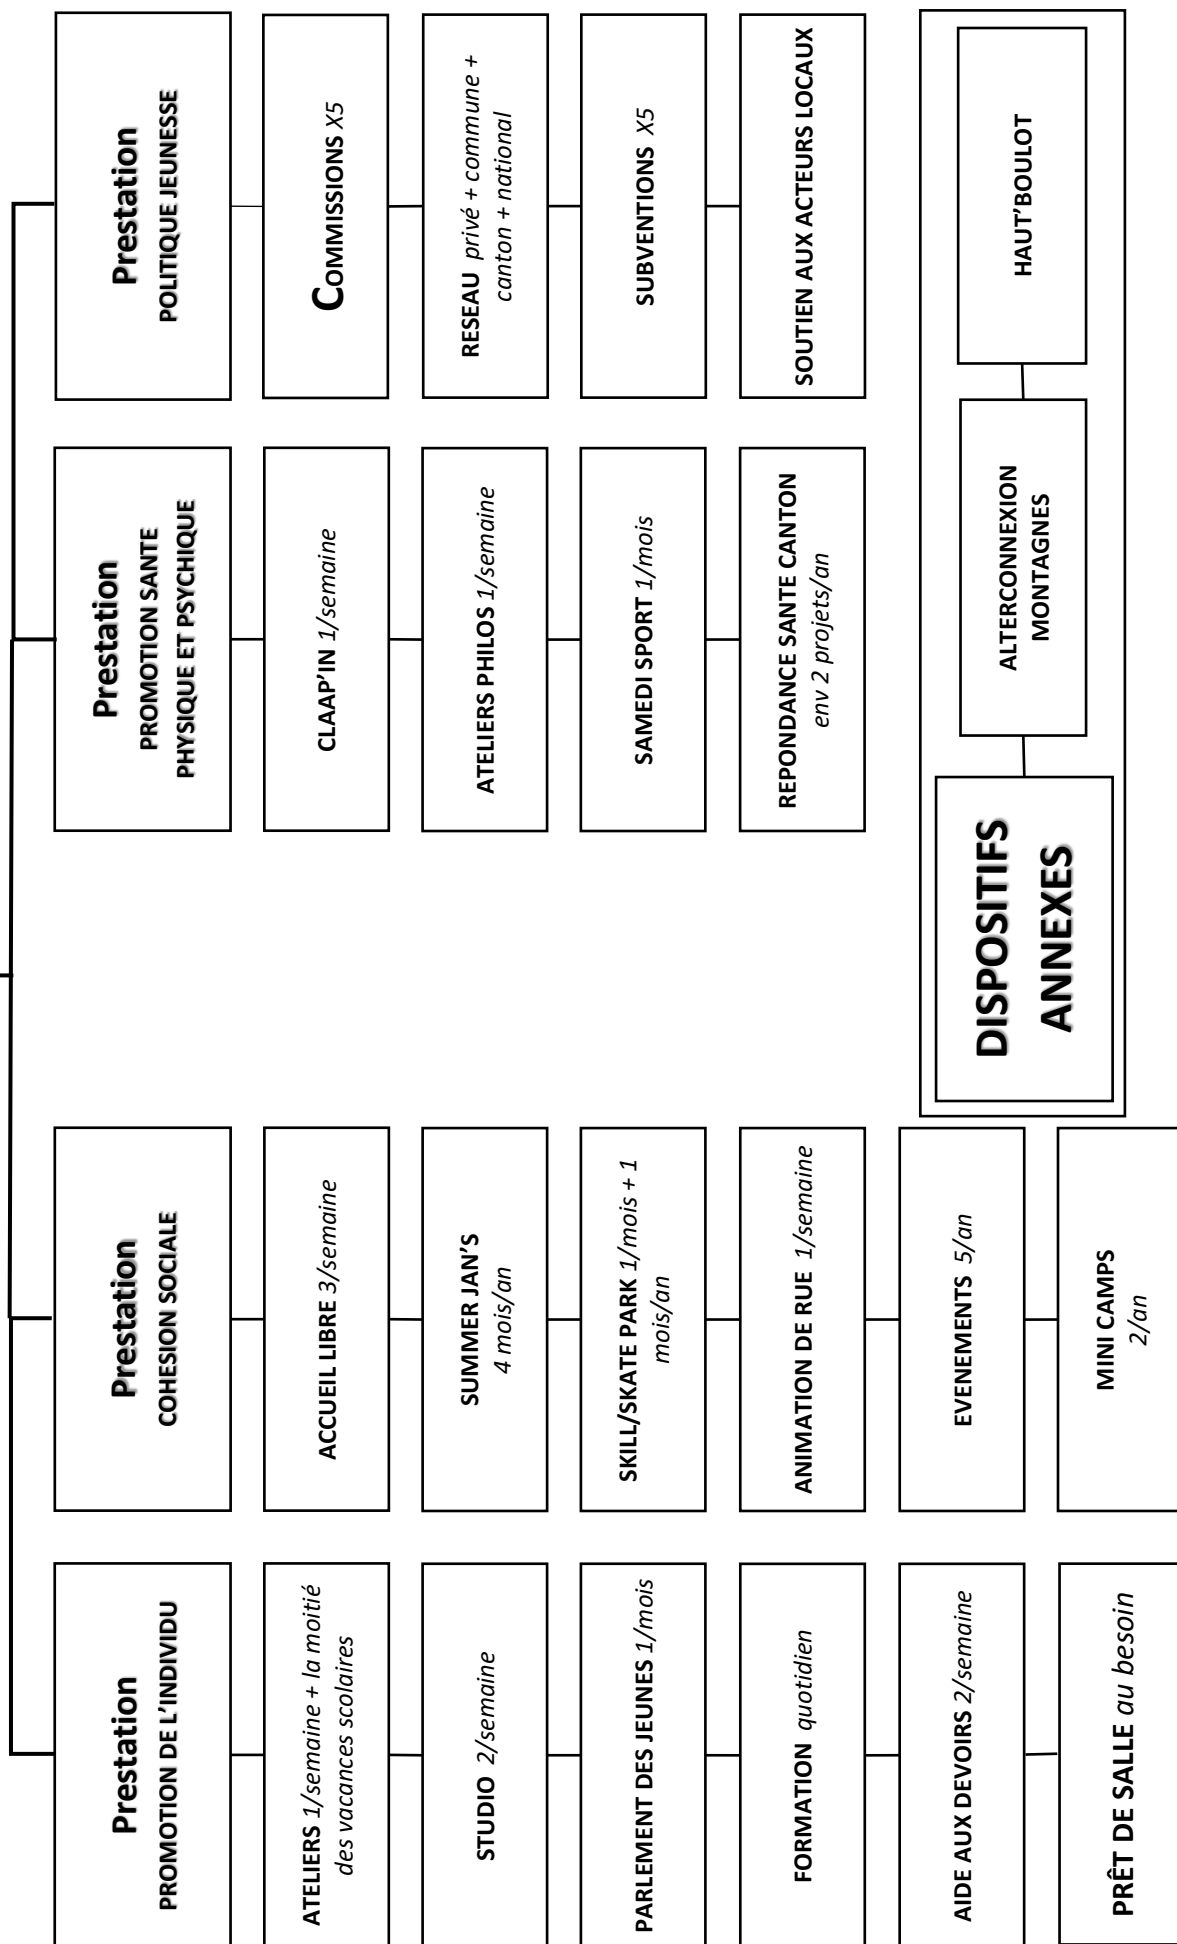 Prestation
PROMOTION DE L'INDIVIDU
ATELIERS 1/semaine + la moitié
des vacances scolaires
STUDIO 2/semaine
PARLEMENT DES JEUNES 1/mois
FORMATION quotidien
AIDE AUX DEVOIRS 2/semaine
PRÊT DE SALLE au besoin
Prestation
COHESION SOCIALE
ACCUEIL LIBRE 3/semaine
SUMMER JAN'S
4 mois/an
SKILL/SKATE PARK 1/mois + 1
mois/an
ANIMATION DE RUE 1/semaine
EVENEMENTS 5/an
MINI CAMPS
2/an
Prestation
PROMOTION SANTE
PHYSIQUE ET PSYCHIQUE
CLAAP'IN 1/semaine
ATELIERS PHILOS 1/semaine
SAMEDI SPORT 1/mois
REPONDANCE SANTE CANTON
env 2 projets/an
Prestation
POLITIQUE JEUNESSE
COMMISSIONS X5
RESEAU privé + commune +
canton + national
SUBVENTIONS X5
SOUTIEN AUX ACTEURS LOCAUX
DISPOSITIFS
ANNEXES
ALTERCONNEXION
MONTAGNES
HAUT'BOULOT